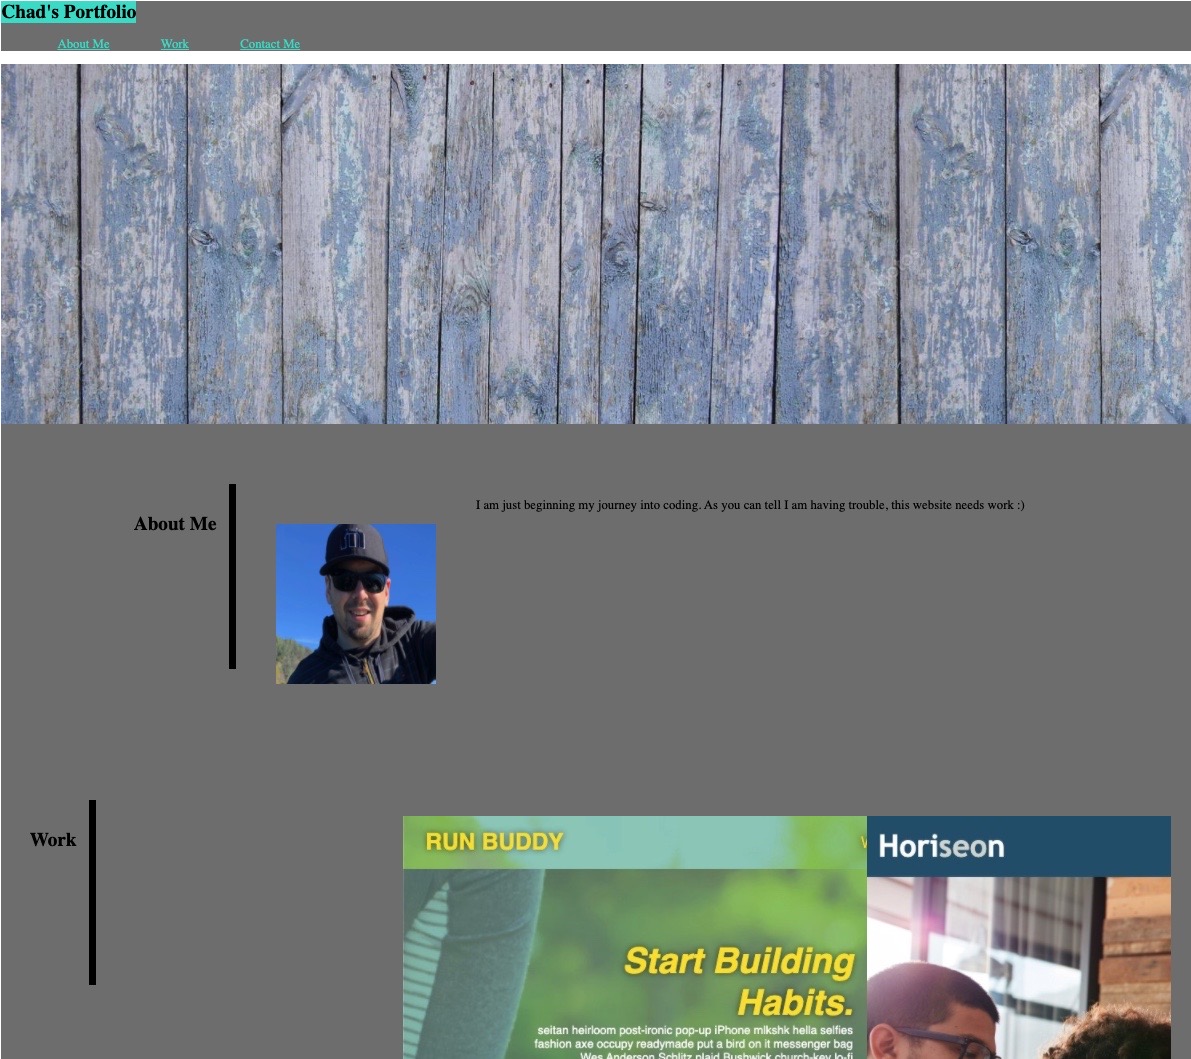 Chad's Portfolio
About Me Work Contact Me
I am just beginning my journey into coding. As you can tell I am having trouble, this website needs work :)
About Me
Work
RUN BUDDY
Horiseon
Start Building
Habits.
seitan heirloom post-ironic pop-up iPhone mlkshk hella selfies
fashion axe occupy readymade put a bird on it messenger bag
Wes Anderson Schlitz plaid Bushwick church-key lo-fi